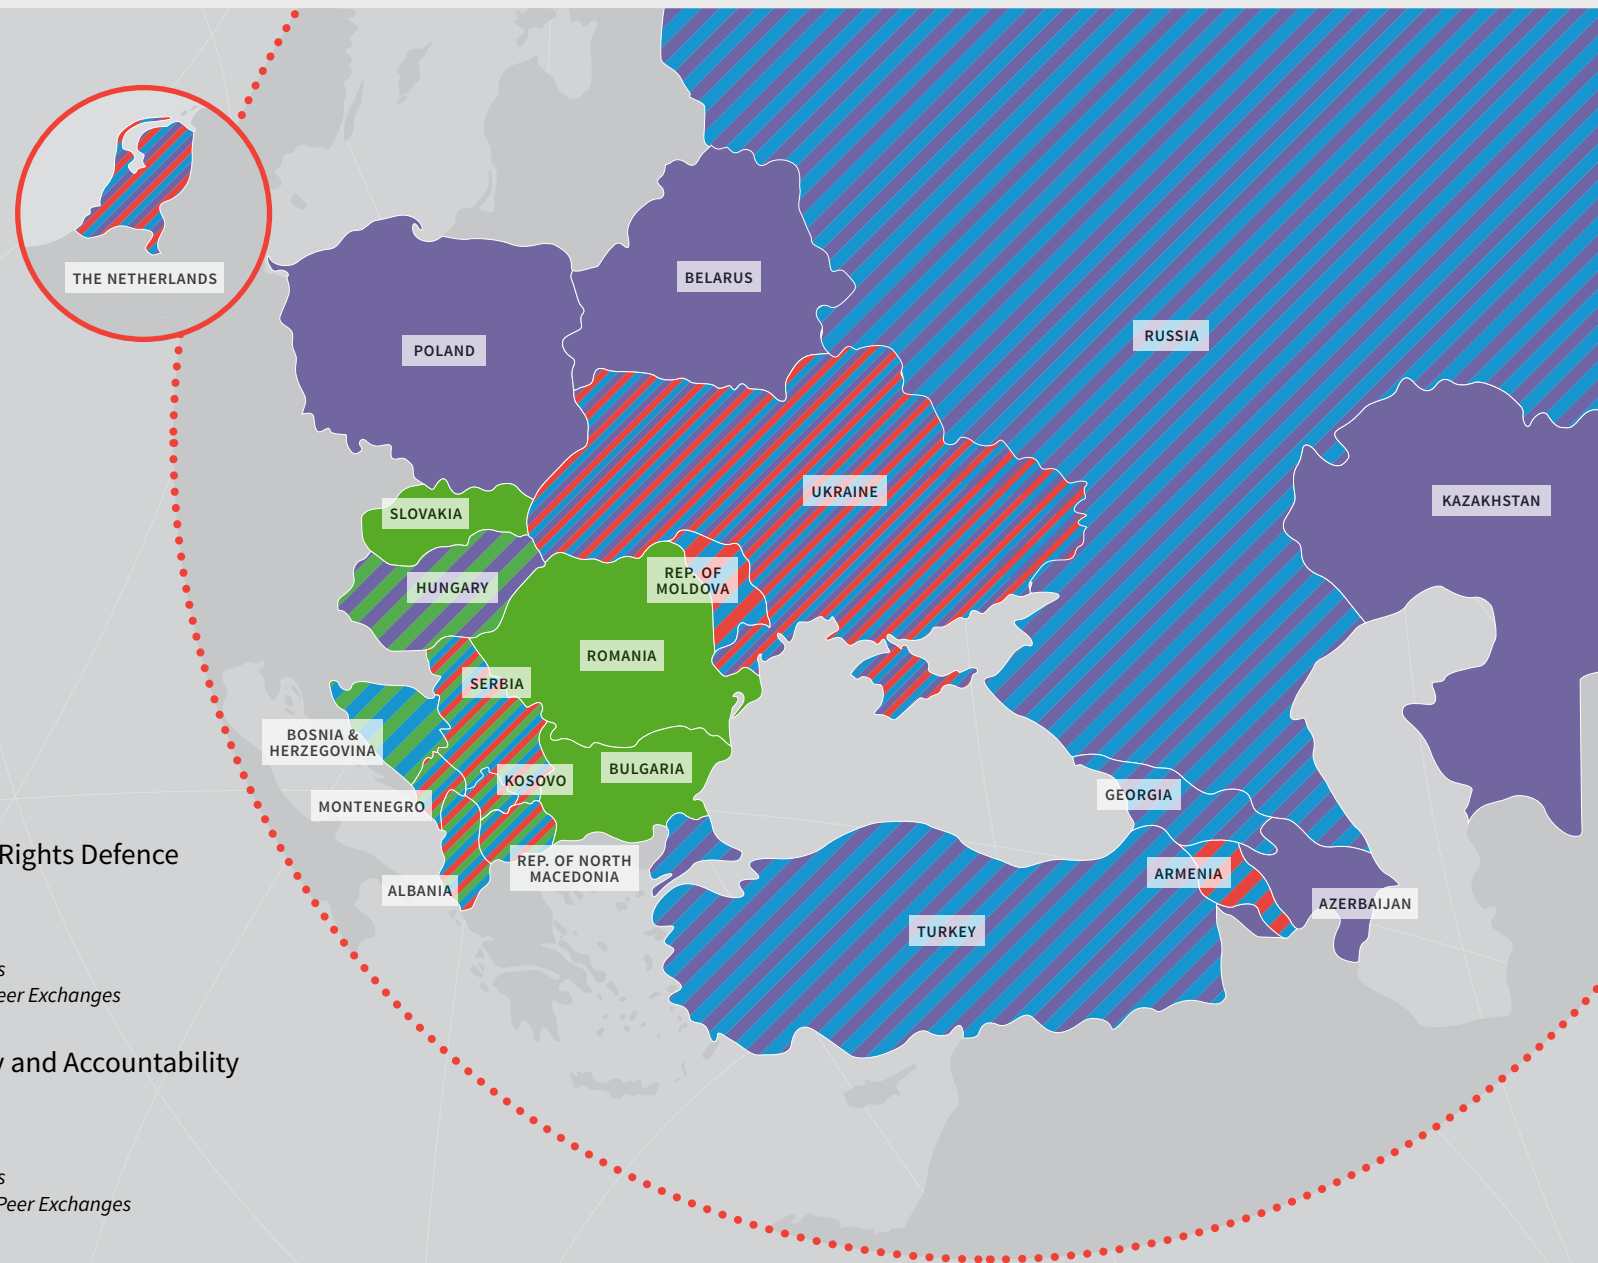 THE NETHERLANDS
BELARUS
RUSSIA
POLAND
UKRAINE
KAZAKHSTAN
SLOVAKIA
HUNGARY
REP. OF
MOLDOVA
ROMANIA
SERBIA
BOSNIA &
HERZEGOVINA
BULGARIA
KOSOVO
MONTENEGRO
GEORGIA
REP. OF NORTH
MACEDONIA
ALBANIA
ARMENIA
AZERBAIJAN
TURKEY
Rights Defence
s
eer Exchanges
y and Accountability
s
Peer Exchanges